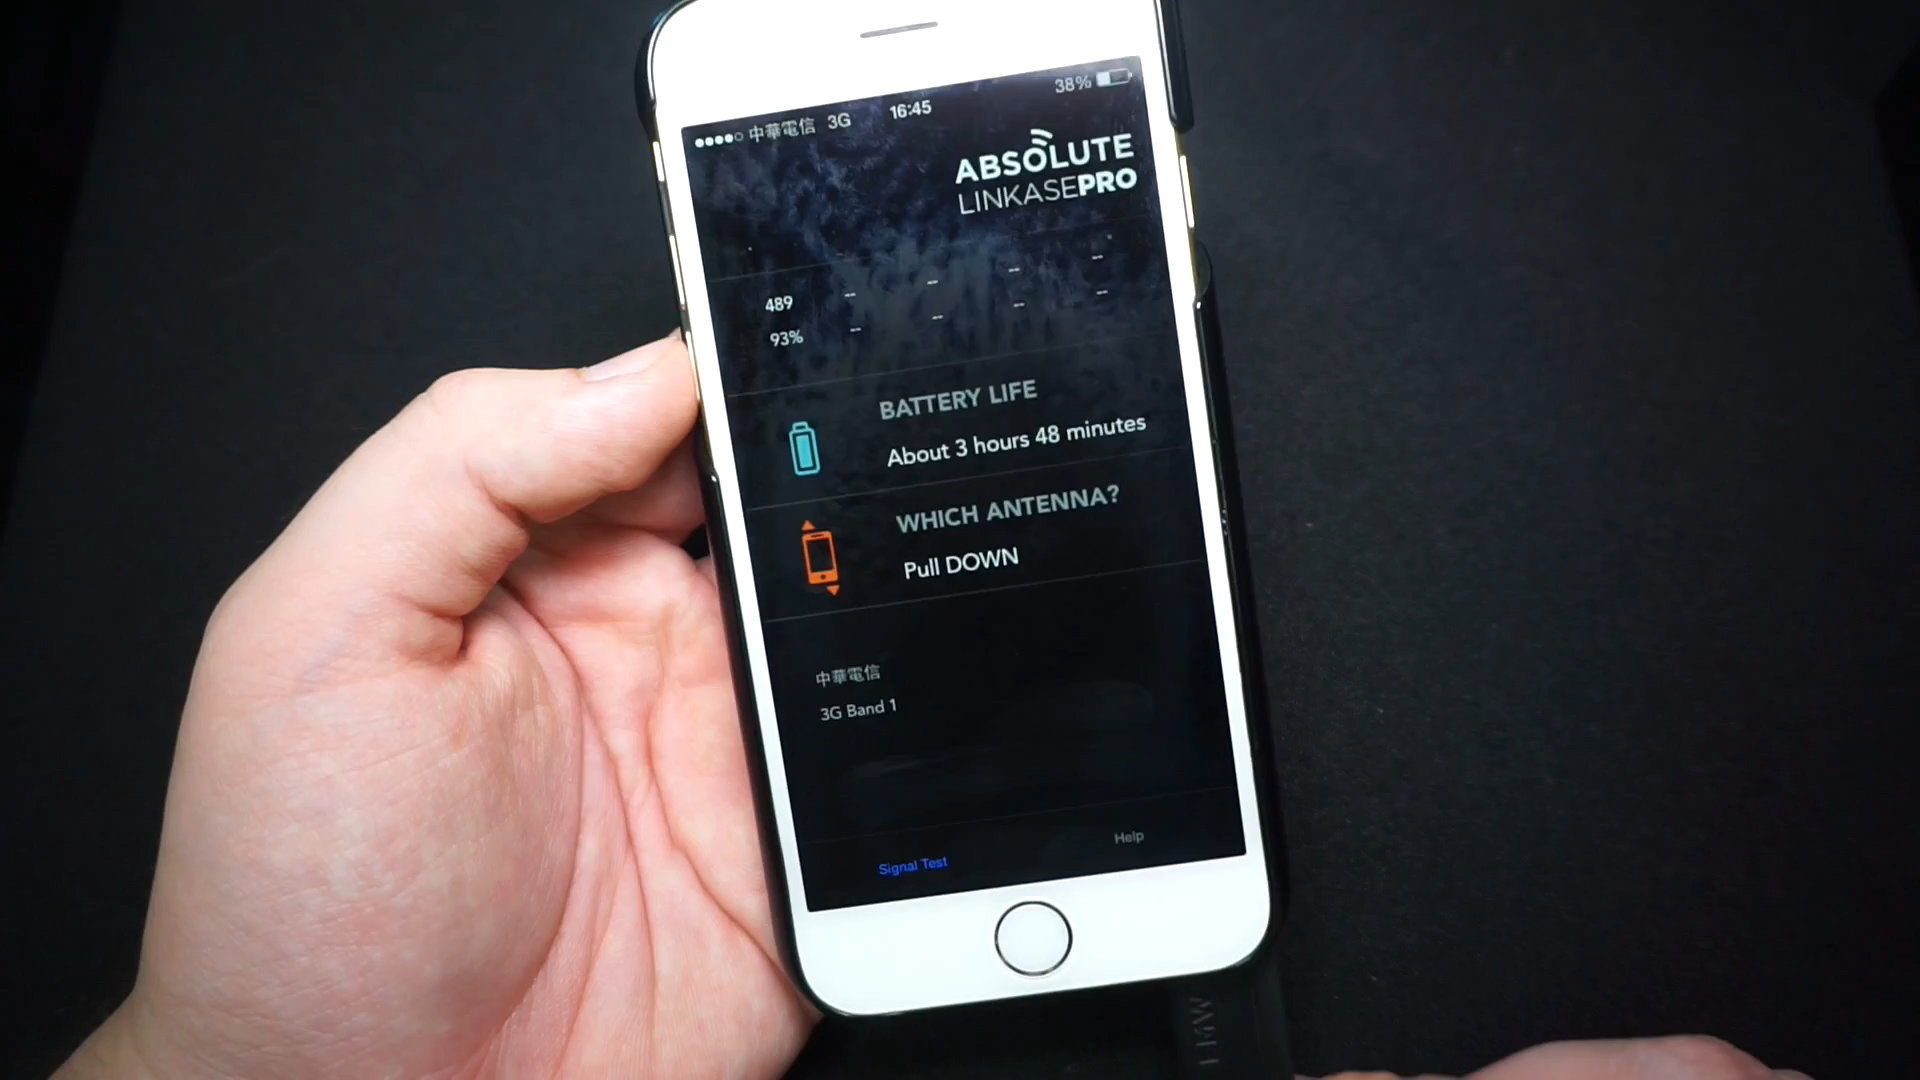 中華電信 3G 16:45 38%
ABSOLUTE
LINKASEPRO
489 -- -- -- --
93% -- -- -- --
BATTERY LIFE
About 3 hours 48 minutes
WHICH ANTENNA?
Pull DOWN
中華電信
3G Band 1
Signal Test Help